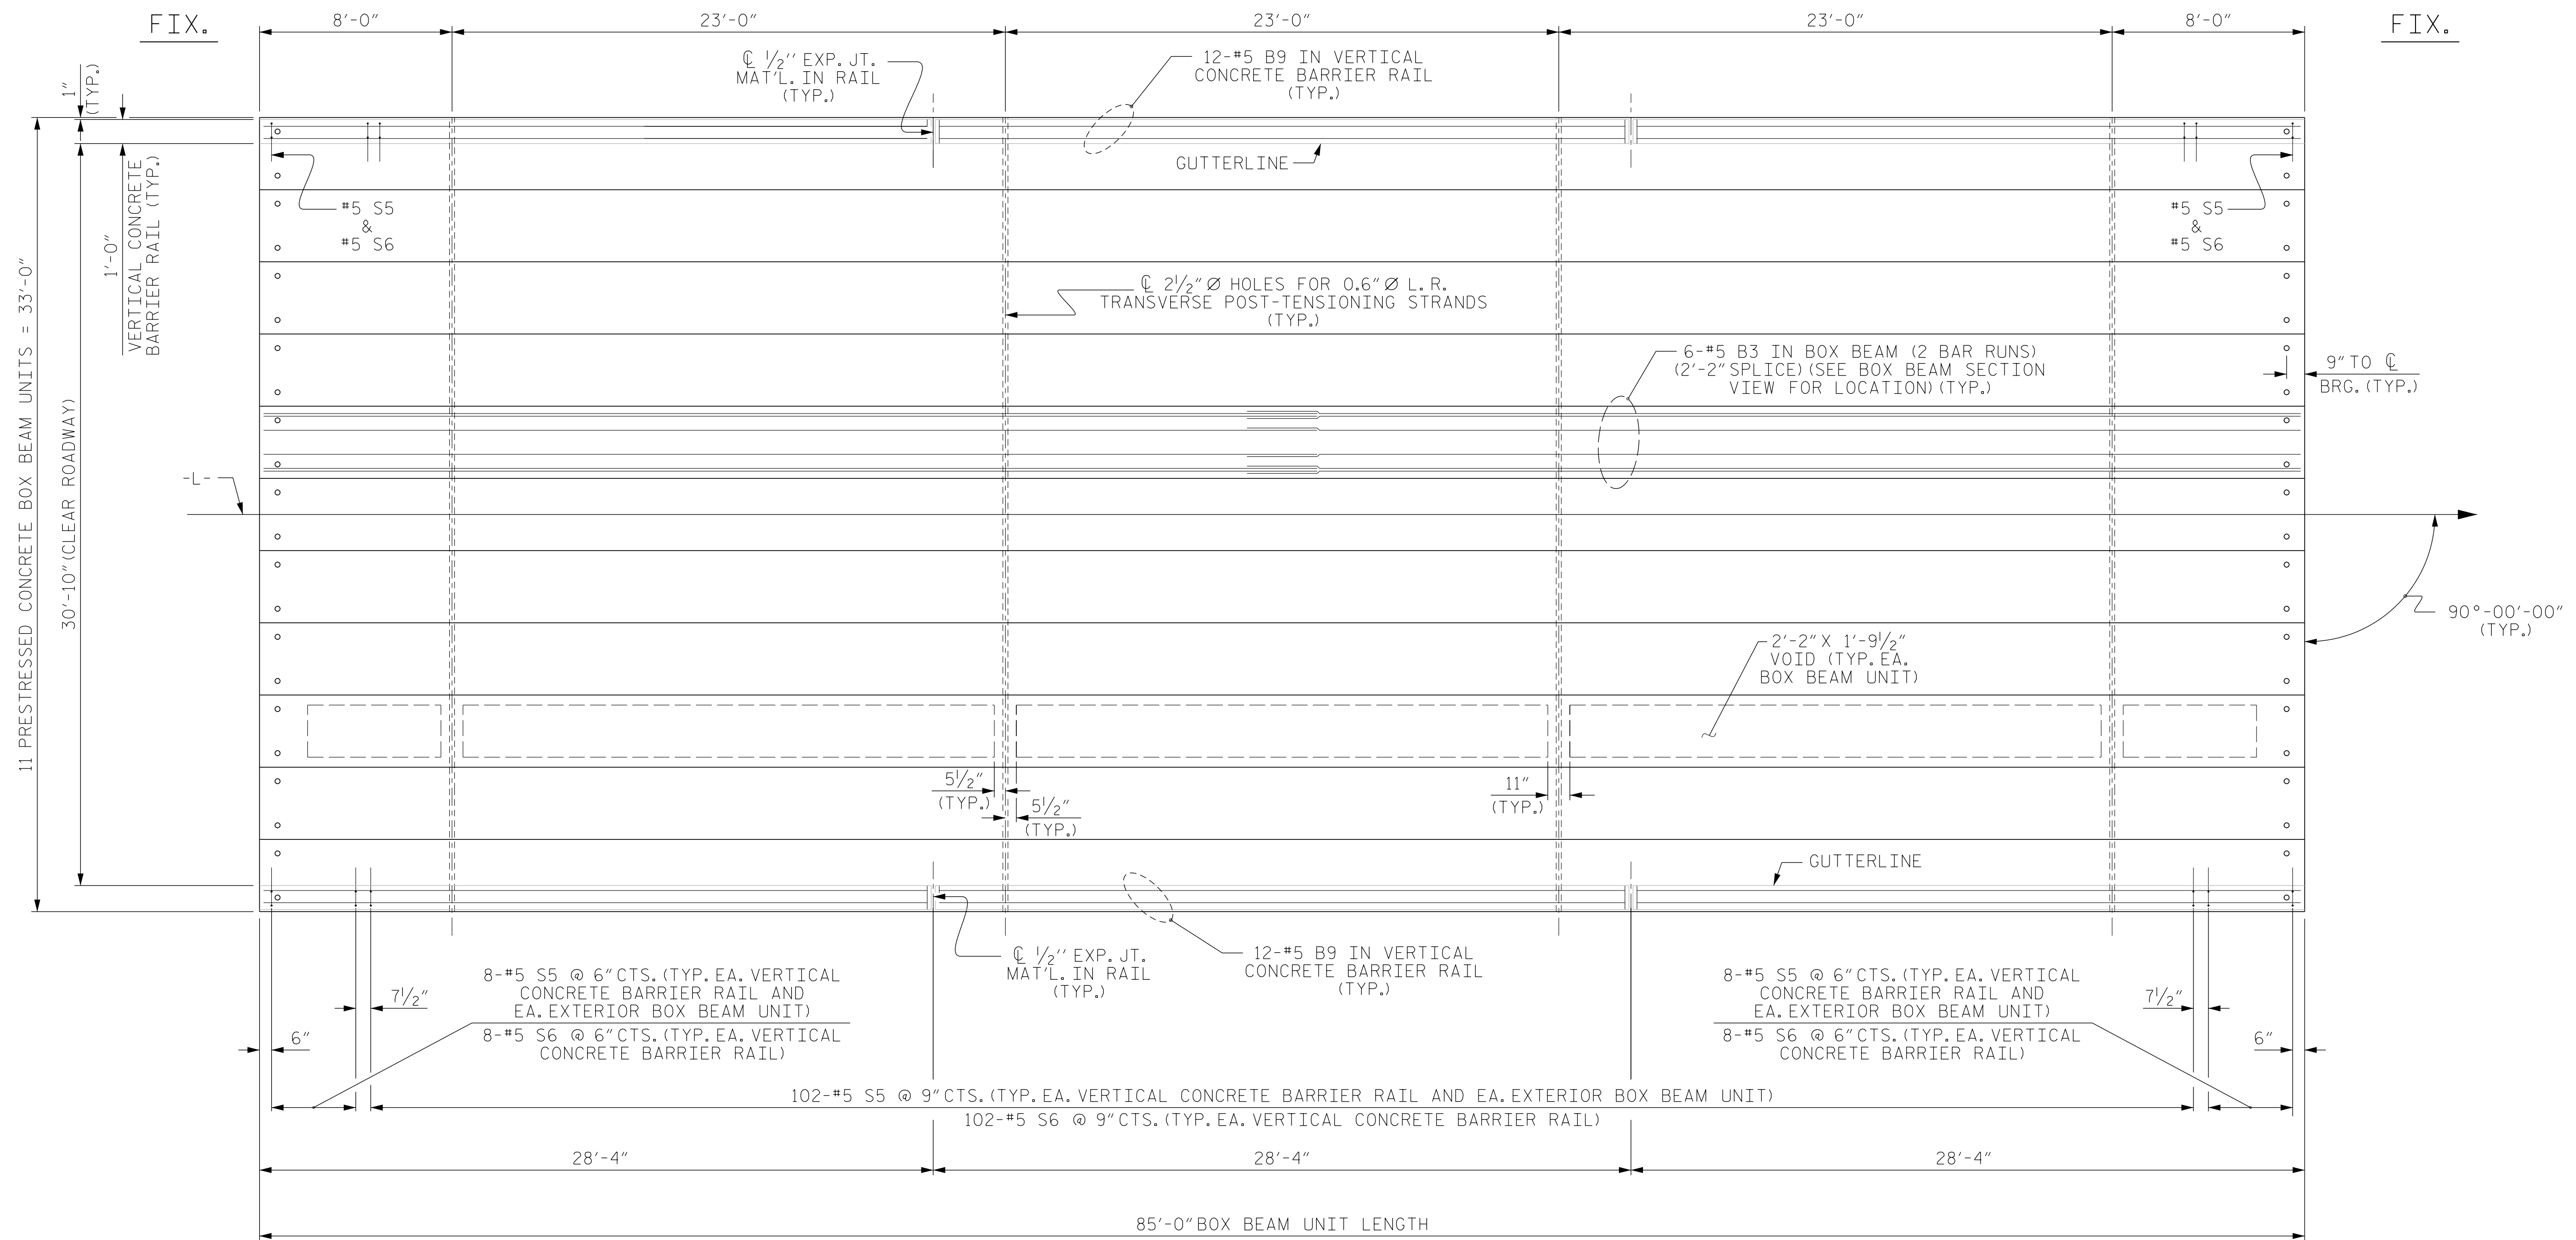 FIX.
8'-0"
23'-0"
23'-0"
23'-0"
8'-0"
FIX.
1"
(TYP.)
℄ 1/2'' EXP. JT.
MAT'L. IN RAIL
(TYP.)
12-#5 B9 IN VERTICAL
CONCRETE BARRIER RAIL
(TYP.)
GUTTERLINE
1'-0"
VERTICAL CONCRETE
BARRIER RAIL (TYP.)
#5 S5
&
#5 S6
#5 S5
&
#5 S6
℄ 2 1/2" Ø HOLES FOR 0.6" Ø L.R.
TRANSVERSE POST-TENSIONING STRANDS
(TYP.)
6-#5 B3 IN BOX BEAM (2 BAR RUNS)
(2'-2" SPLICE) (SEE BOX BEAM SECTION
VIEW FOR LOCATION) (TYP.)
9" TO ℄
BRG. (TYP.)
11 PRESTRESSED CONCRETE BOX BEAM UNITS = 33'-0"
30'-10" (CLEAR ROADWAY)
-L-
90°-00'-00"
(TYP.)
2'-2" X 1'-9 1/2"
VOID (TYP. EA.
BOX BEAM UNIT)
5 1/2"
(TYP.)
5 1/2"
(TYP.)
11"
(TYP.)
GUTTERLINE
℄ 1/2'' EXP. JT.
MAT'L. IN RAIL
(TYP.)
12-#5 B9 IN VERTICAL
CONCRETE BARRIER RAIL
(TYP.)
8-#5 S5 @ 6" CTS. (TYP. EA. VERTICAL
CONCRETE BARRIER RAIL AND
EA. EXTERIOR BOX BEAM UNIT)
8-#5 S6 @ 6" CTS. (TYP. EA. VERTICAL
CONCRETE BARRIER RAIL)
7 1/2"
6"
8-#5 S5 @ 6" CTS. (TYP. EA. VERTICAL
CONCRETE BARRIER RAIL AND
EA. EXTERIOR BOX BEAM UNIT)
8-#5 S6 @ 6" CTS. (TYP. EA. VERTICAL
CONCRETE BARRIER RAIL)
7 1/2"
6"
102-#5 S5 @ 9" CTS. (TYP. EA. VERTICAL CONCRETE BARRIER RAIL AND EA. EXTERIOR BOX BEAM UNIT)
102-#5 S6 @ 9" CTS. (TYP. EA. VERTICAL CONCRETE BARRIER RAIL)
28'-4"
28'-4"
28'-4"
85'-0" BOX BEAM UNIT LENGTH